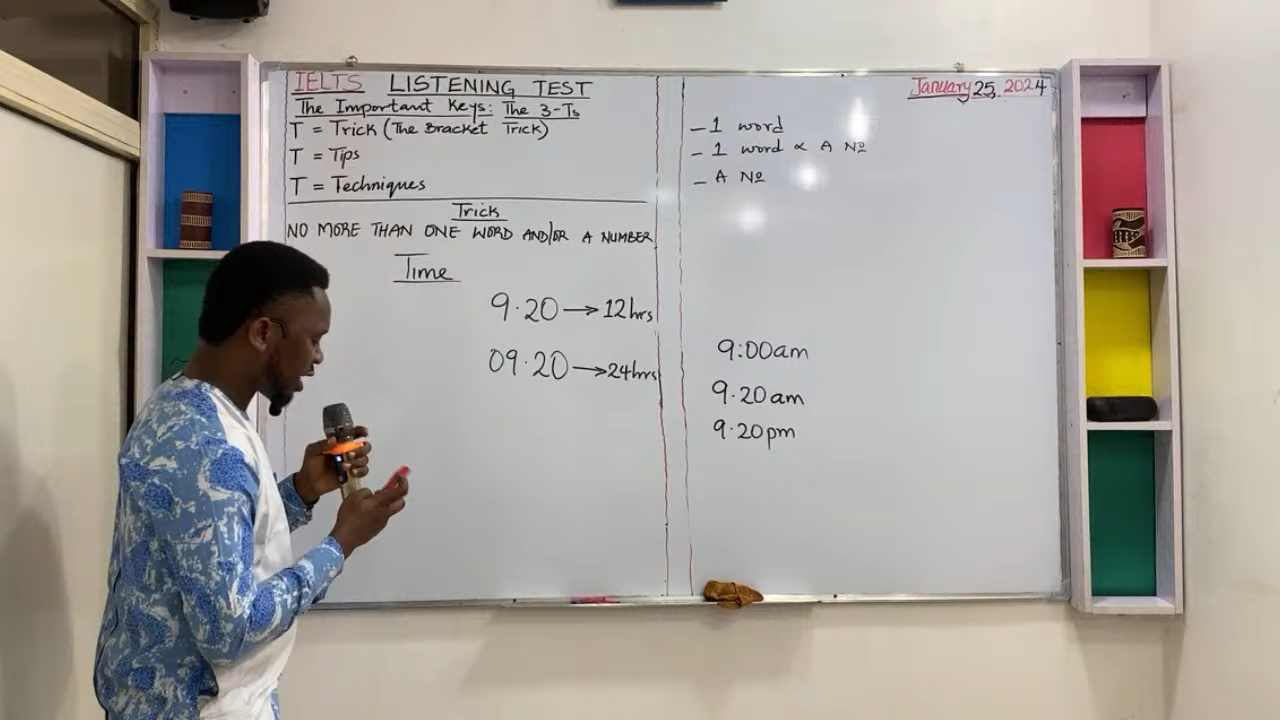 IELTS LISTENING TEST
The Important Keys: The 3-Ts
T = Trick (The Bracket Trick)
T = Tips
T = Techniques
Trick
NO MORE THAN ONE WORD AND/OR A NUMBER
Time
9.20 → 12hrs
09.20 → 24hrs
January 25, 2024
- 1 word
- 1 word & A No
- A No
9:00am
9.20am
9.20pm